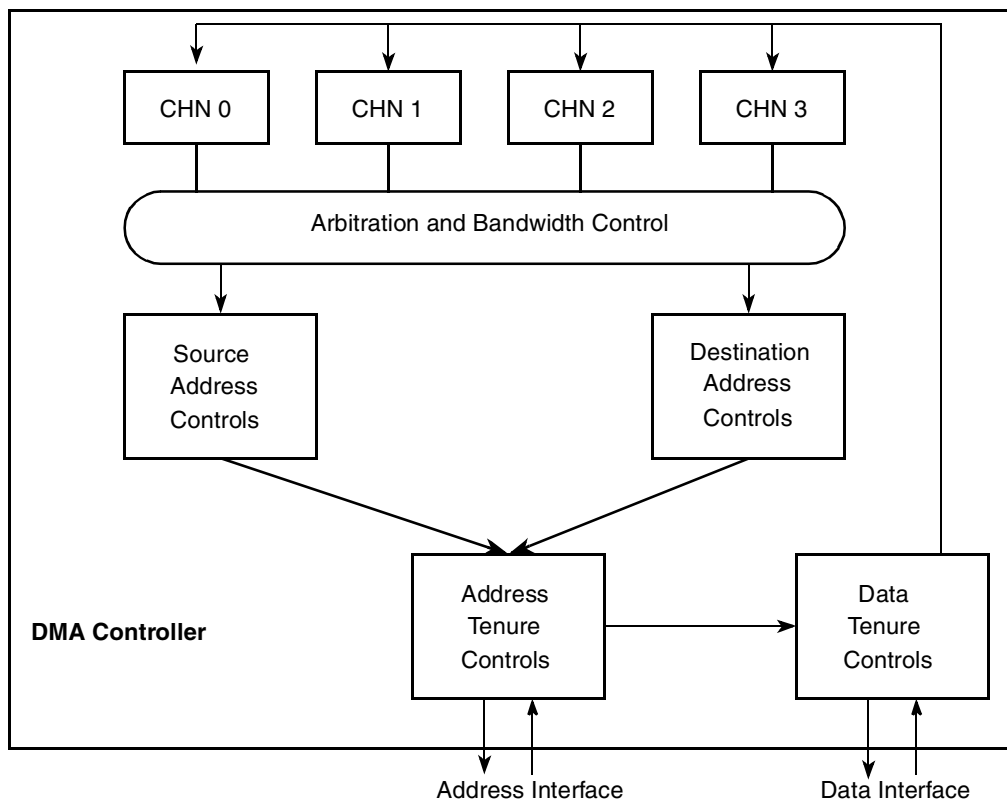 CHN 0
CHN 1
CHN 2
CHN 3
Arbitration and Bandwidth Control
Source
Address
Controls
Destination
Address
Controls
Address
Tenure
Controls
Data
Tenure
Controls
DMA Controller
Address Interface
Data Interface